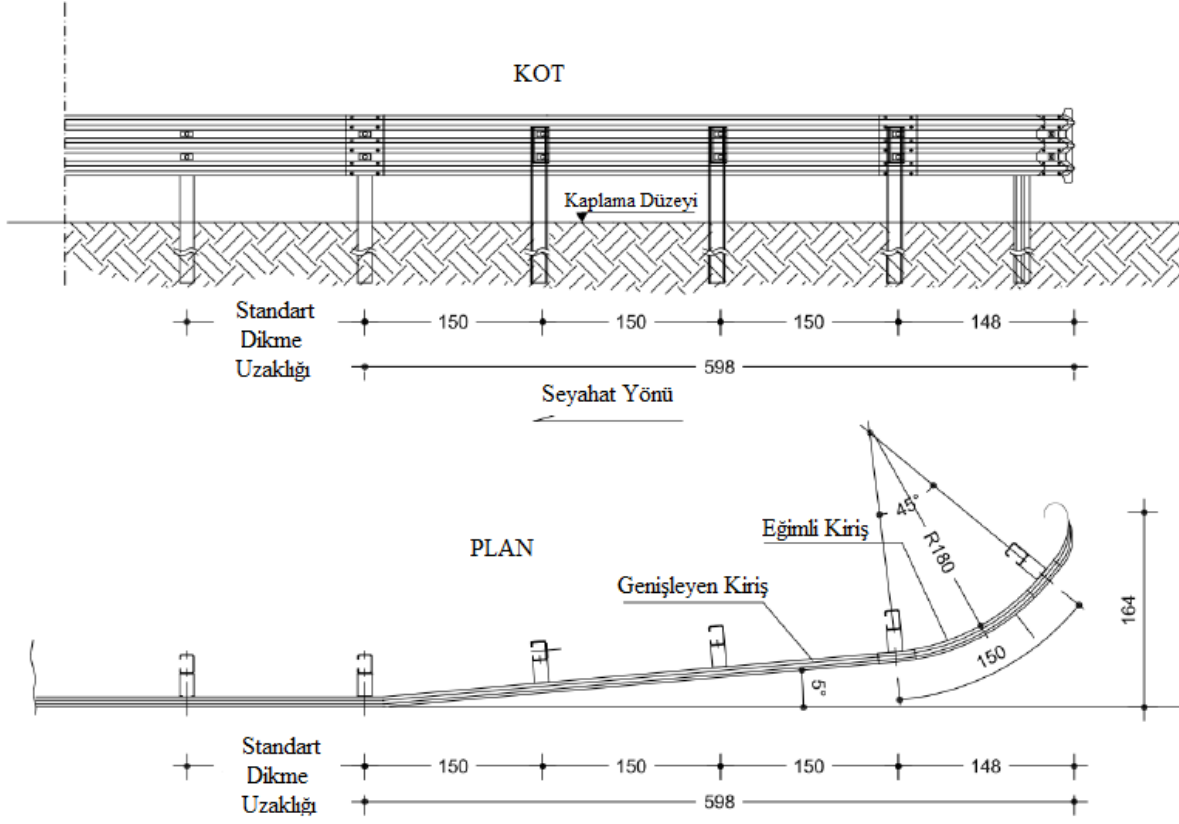 KOT
Kaplama Düzeyi
Standart
Dikme
Uzaklığı
150
150
150
148
598
Seyahat Yönü
45°
R180
Eğimli Kiriş
PLAN
Genişleyen Kiriş
164
150
5°
Standart
Dikme
Uzaklığı
150
150
150
148
598